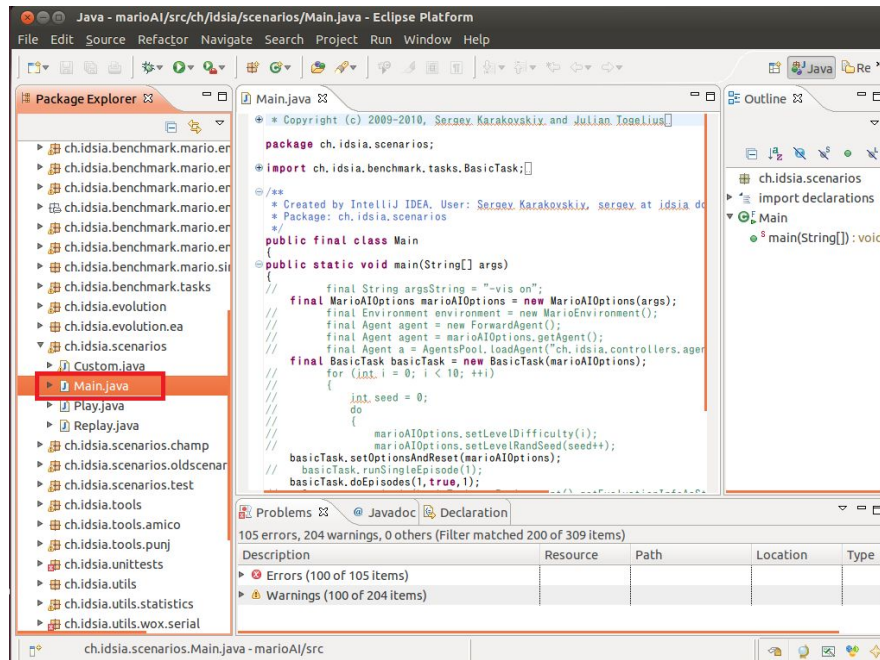 Java - marioAI/src/ch/idsia/scenarios/Main.java - Eclipse Platform
File Edit Source Refactor Navigate Search Project Run Window Help
Java Re
Package Explorer
ch.idsia.benchmark.mario.en
ch.idsia.benchmark.mario.en
ch.idsia.benchmark.mario.en
ch.idsia.benchmark.mario.en
ch.idsia.benchmark.mario.en
ch.idsia.benchmark.mario.en
ch.idsia.benchmark.mario.sir
ch.idsia.benchmark.tasks
ch.idsia.evolution
ch.idsia.evolution.ea
ch.idsia.scenarios
Custom.java
Main.java
Play.java
Replay.java
ch.idsia.scenarios.champ
ch.idsia.scenarios.oldscenar
ch.idsia.scenarios.test
ch.idsia.tools
ch.idsia.tools.amico
ch.idsia.tools.punj
ch.idsia.unittests
ch.idsia.utils
ch.idsia.utils.statistics
ch.idsia.utils.wox.serial
Main.java
* Copyright (c) 2009-2010, Sergey Karakovskiy and Julian Togelius
package ch.idsia.scenarios;
import ch.idsia.benchmark.tasks.BasicTask;
/**
* Created by IntelliJ IDEA. User: Sergey Karakovskiy, sergey at idsia do
* Package: ch.idsia.scenarios
*/
public final class Main
{
public static void main(String[] args)
{
// final String argsString = "-vis on";
final MarioAIOptions marioAIOptions = new MarioAIOptions(args);
// final Environment environment = new MarioEnvironment();
// final Agent agent = new ForwardAgent();
// final Agent agent = marioAIOptions.getAgent();
// final Agent a = AgentsPool.loadAgent("ch.idsia.controllers.agen
final BasicTask basicTask = new BasicTask(marioAIOptions);
// for (int i = 0; i < 10; ++i)
// {
// int seed = 0;
// do
// {
// marioAIOptions.setLevelDifficulty(i);
// marioAIOptions.setLevelRandSeed(seed++);
basicTask.setOptionsAndReset(marioAIOptions);
// basicTask.runSingleEpisode(1);
basicTask.doEpisodes(1,true,1);
Outline
ch.idsia.scenarios
import declarations
Main
main(String[]) : void
Problems @ Javadoc Declaration
105 errors, 204 warnings, 0 others (Filter matched 200 of 309 items)
Description Resource Path Location Type
Errors (100 of 105 items)
Warnings (100 of 204 items)
ch.idsia.scenarios.Main.java - marioAI/src